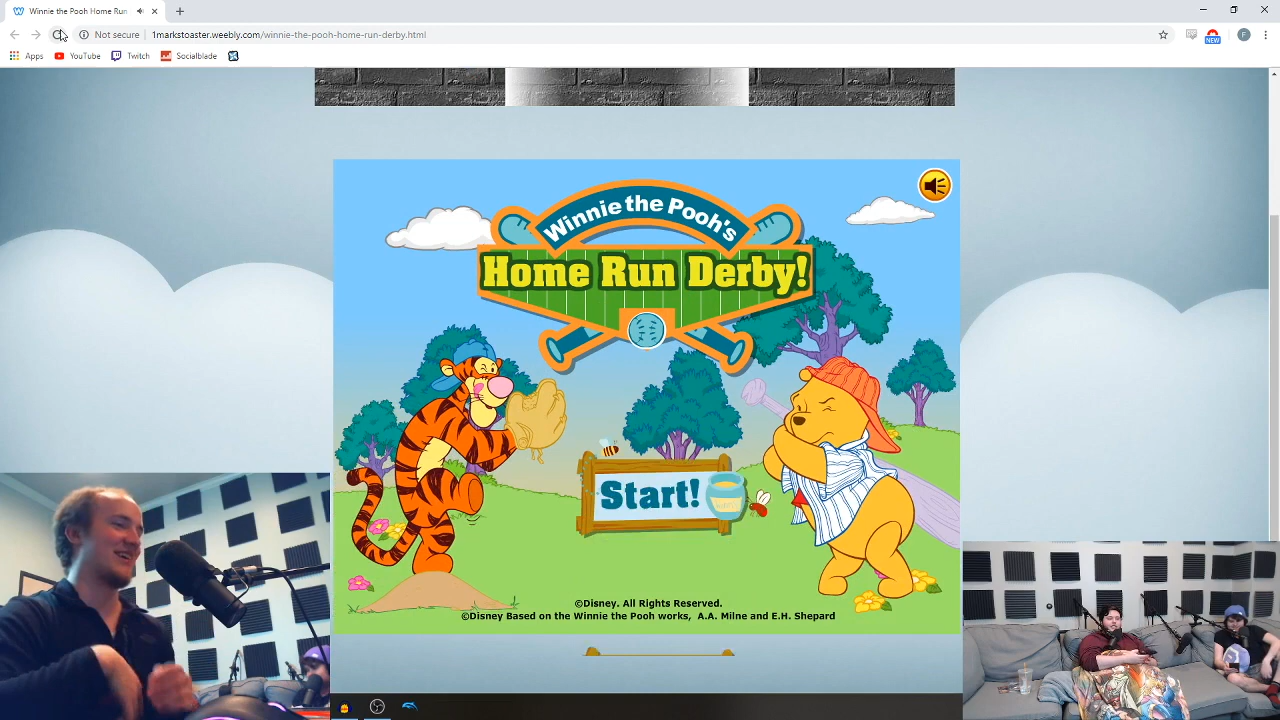 Winnie the Pooh Home Run
Not secure
1markstoaster.weebly.com/winnie-the-pooh-home-run-derby.html
F
NEW
Apps
YouTube
Twitch
Socialblade
Winnie the Pooh's
Home Run Derby!
Start!
©Disney. All Rights Reserved.
©Disney Based on the Winnie the Pooh works, A.A. Milne and E.H. Shepard